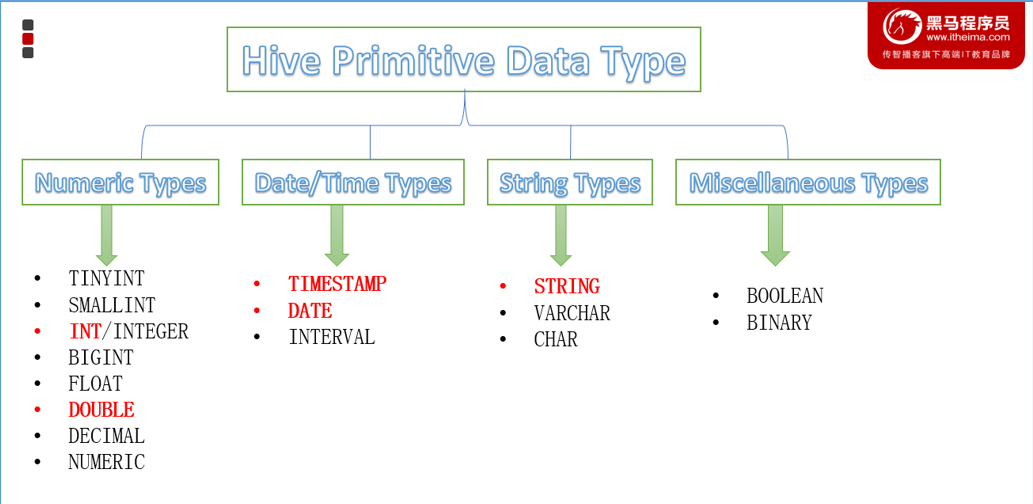 黑马程序员
www.itheima.com
传智播客旗下高端IT教育品牌
Hive Primitive Data Type
Numeric Types
Date/Time Types
String Types
Miscellaneous Types
• TINYINT
• SMALLINT
• INT/INTEGER
• BIGINT
• FLOAT
• DOUBLE
• DECIMAL
• NUMERIC
• TIMESTAMP
• DATE
• INTERVAL
• STRING
• VARCHAR
• CHAR
• BOOLEAN
• BINARY